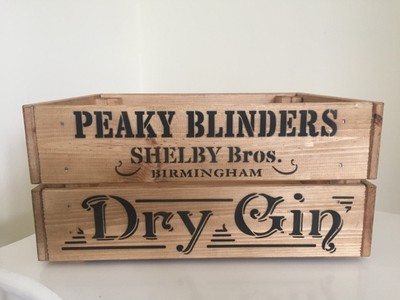 PEAKY BLINDERS
SHELBY Bros.
BIRMINGHAM
Dry Gin